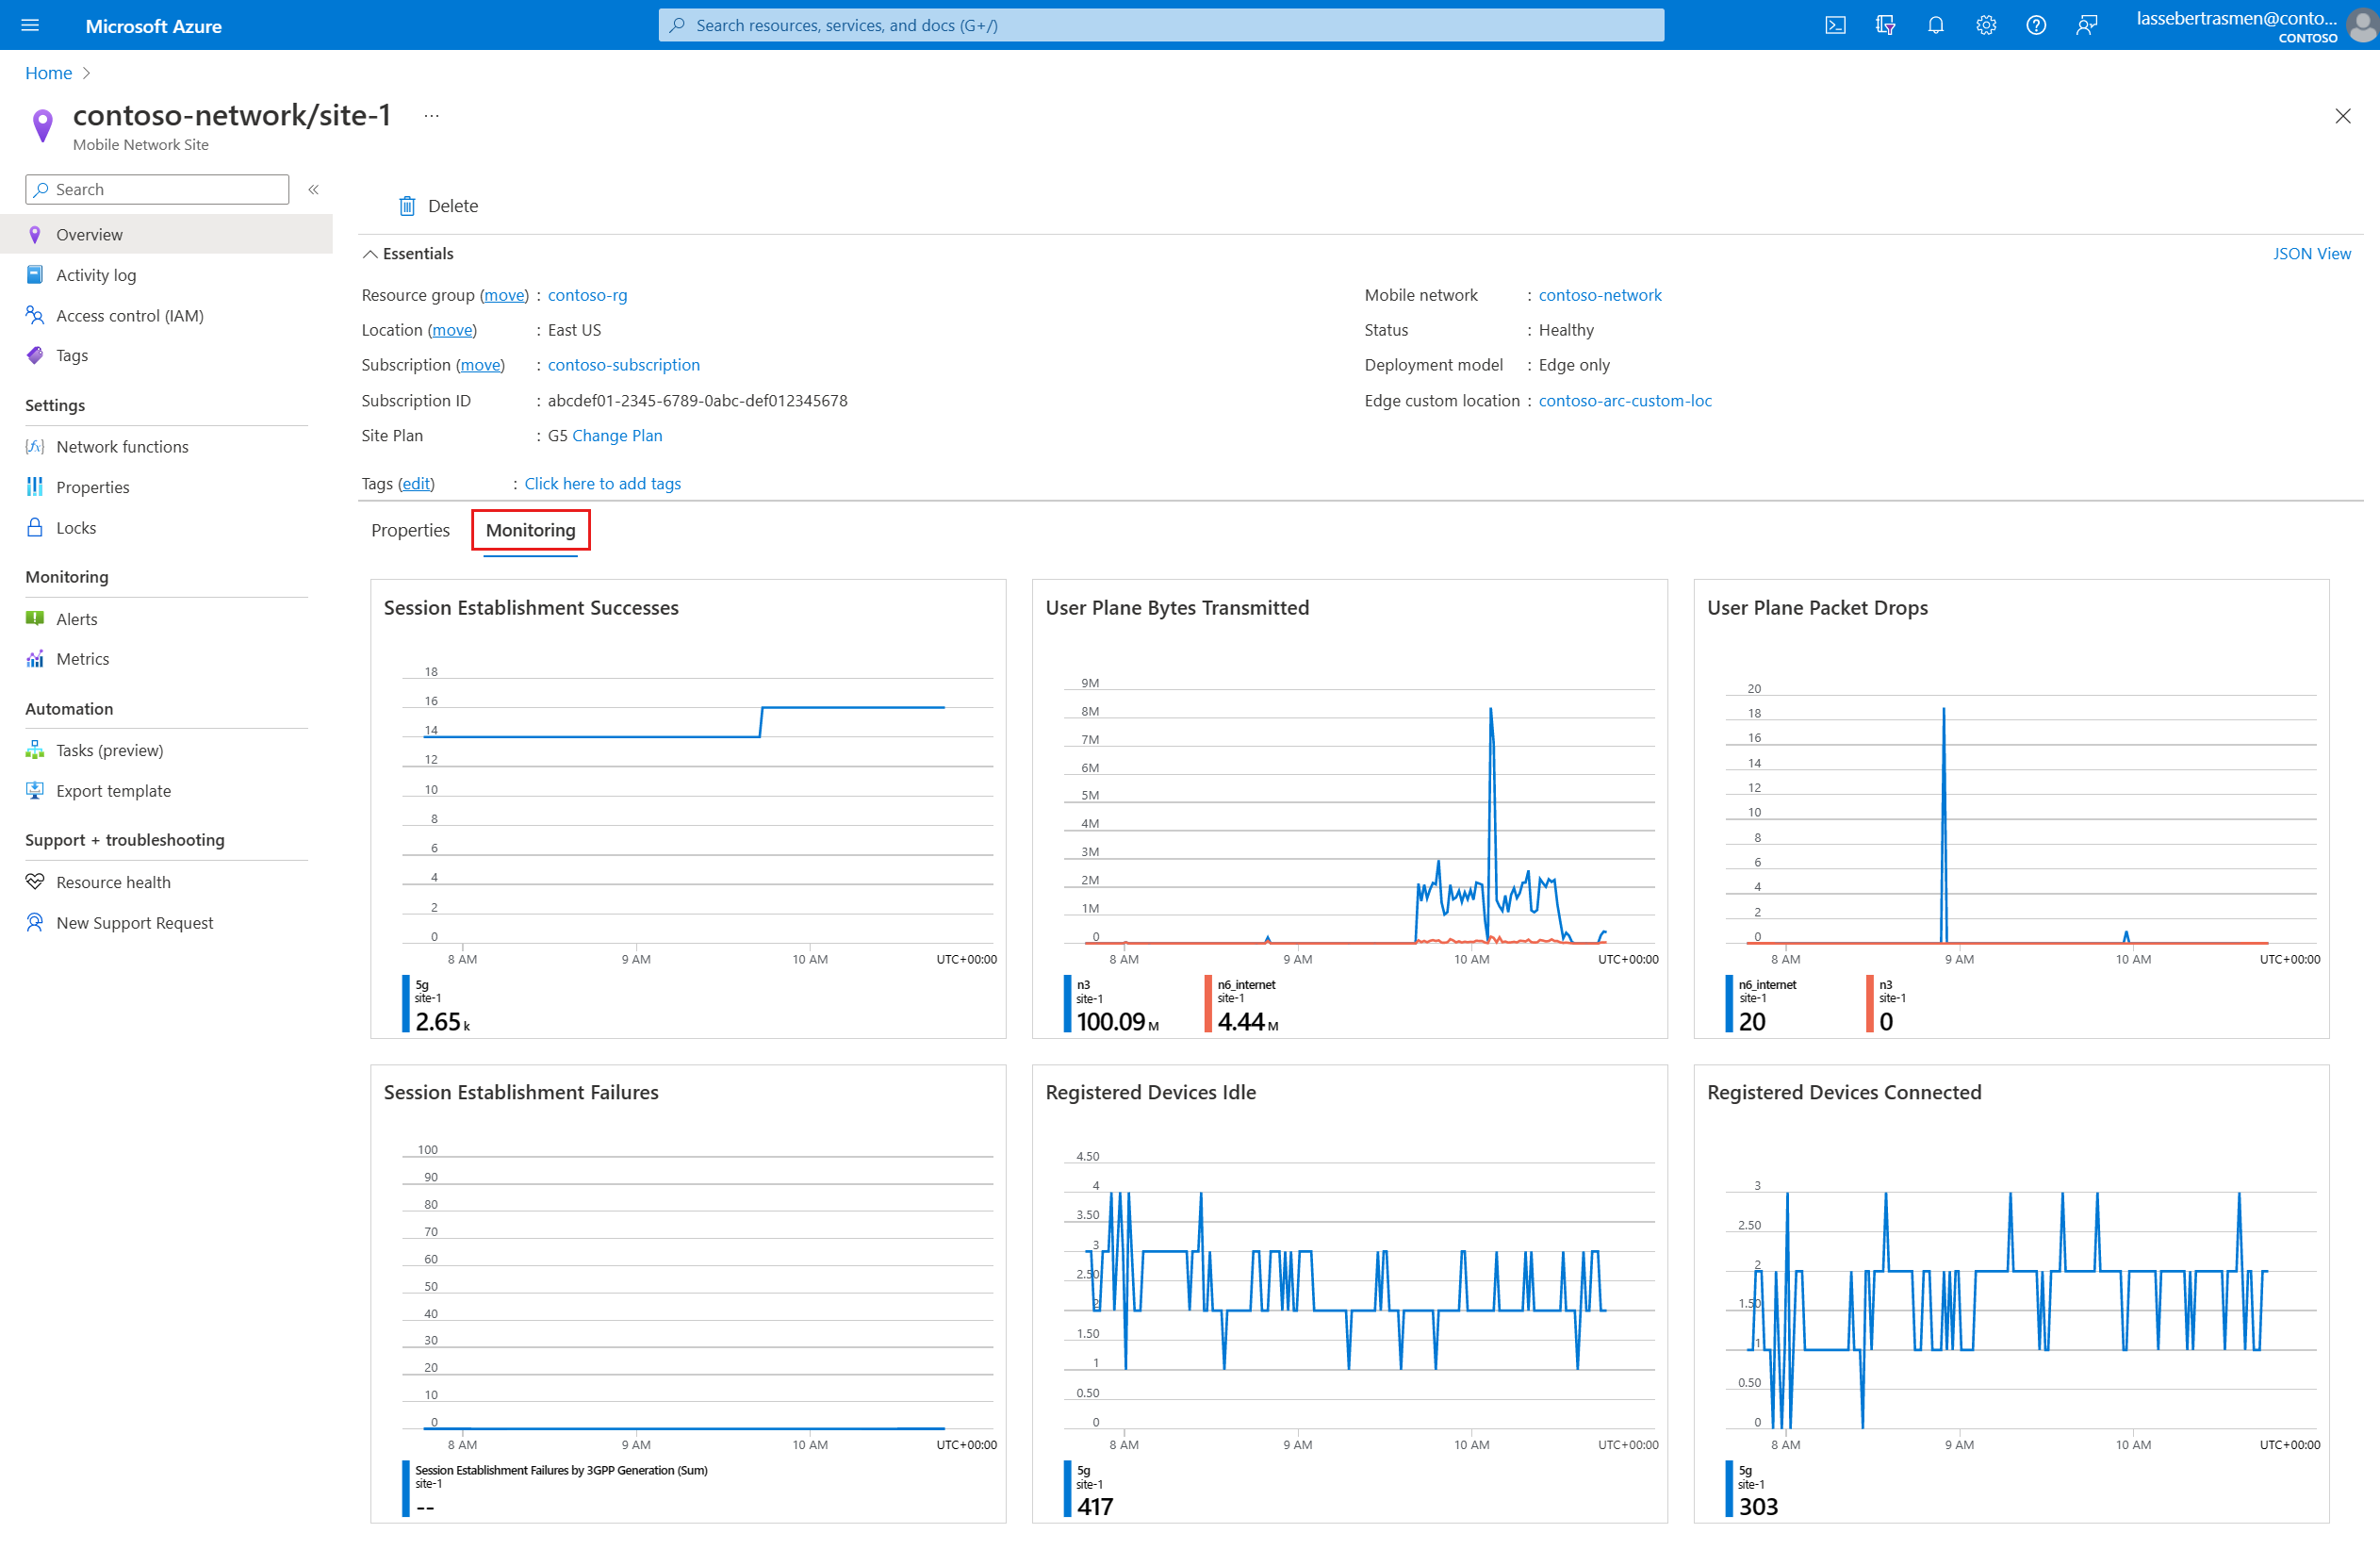 Microsoft Azure
Search resources, services, and docs (G+/)
lassebertrasmen@conto...
CONTOSO
Home
contoso-network/site-1 ...
Mobile Network Site
Search
«
Overview
Activity log
Access control (IAM)
Tags
Settings
Network functions
Properties
Locks
Monitoring
Alerts
Metrics
Automation
Tasks (preview)
Export template
Support + troubleshooting
Resource health
New Support Request
Delete
Essentials
JSON View
Resource group (move) : contoso-rg
Location (move) : East US
Subscription (move) : contoso-subscription
Subscription ID : abcdef01-2345-6789-0abc-def012345678
Site Plan : G5 Change Plan
Mobile network : contoso-network
Status : Healthy
Deployment model : Edge only
Edge custom location : contoso-arc-custom-loc
Tags (edit) : Click here to add tags
Properties
Monitoring
Session Establishment Successes
18
16
14
12
10
8
6
4
2
0
8 AM 9 AM 10 AM UTC+00:00
5g
site-1
2.65 k
User Plane Bytes Transmitted
9M
8M
7M
6M
5M
4M
3M
2M
1M
0
8 AM 9 AM 10 AM UTC+00:00
n3
site-1
100.09 M
n6_internet
site-1
4.44 M
User Plane Packet Drops
20
18
16
14
12
10
8
6
4
2
0
8 AM 9 AM 10 AM UTC+00:00
n6_internet
site-1
20
n3
site-1
0
Session Establishment Failures
100
90
80
70
60
50
40
30
20
10
0
8 AM 9 AM 10 AM UTC+00:00
Session Establishment Failures by 3GPP Generation (Sum)
site-1
--
Registered Devices Idle
4.50
4
3.50
3
2.50
2
1.50
1
0.50
0
8 AM 9 AM 10 AM UTC+00:00
5g
site-1
417
Registered Devices Connected
3
2.50
2
1.50
1
0.50
0
8 AM 9 AM 10 AM UTC+00:00
5g
site-1
303